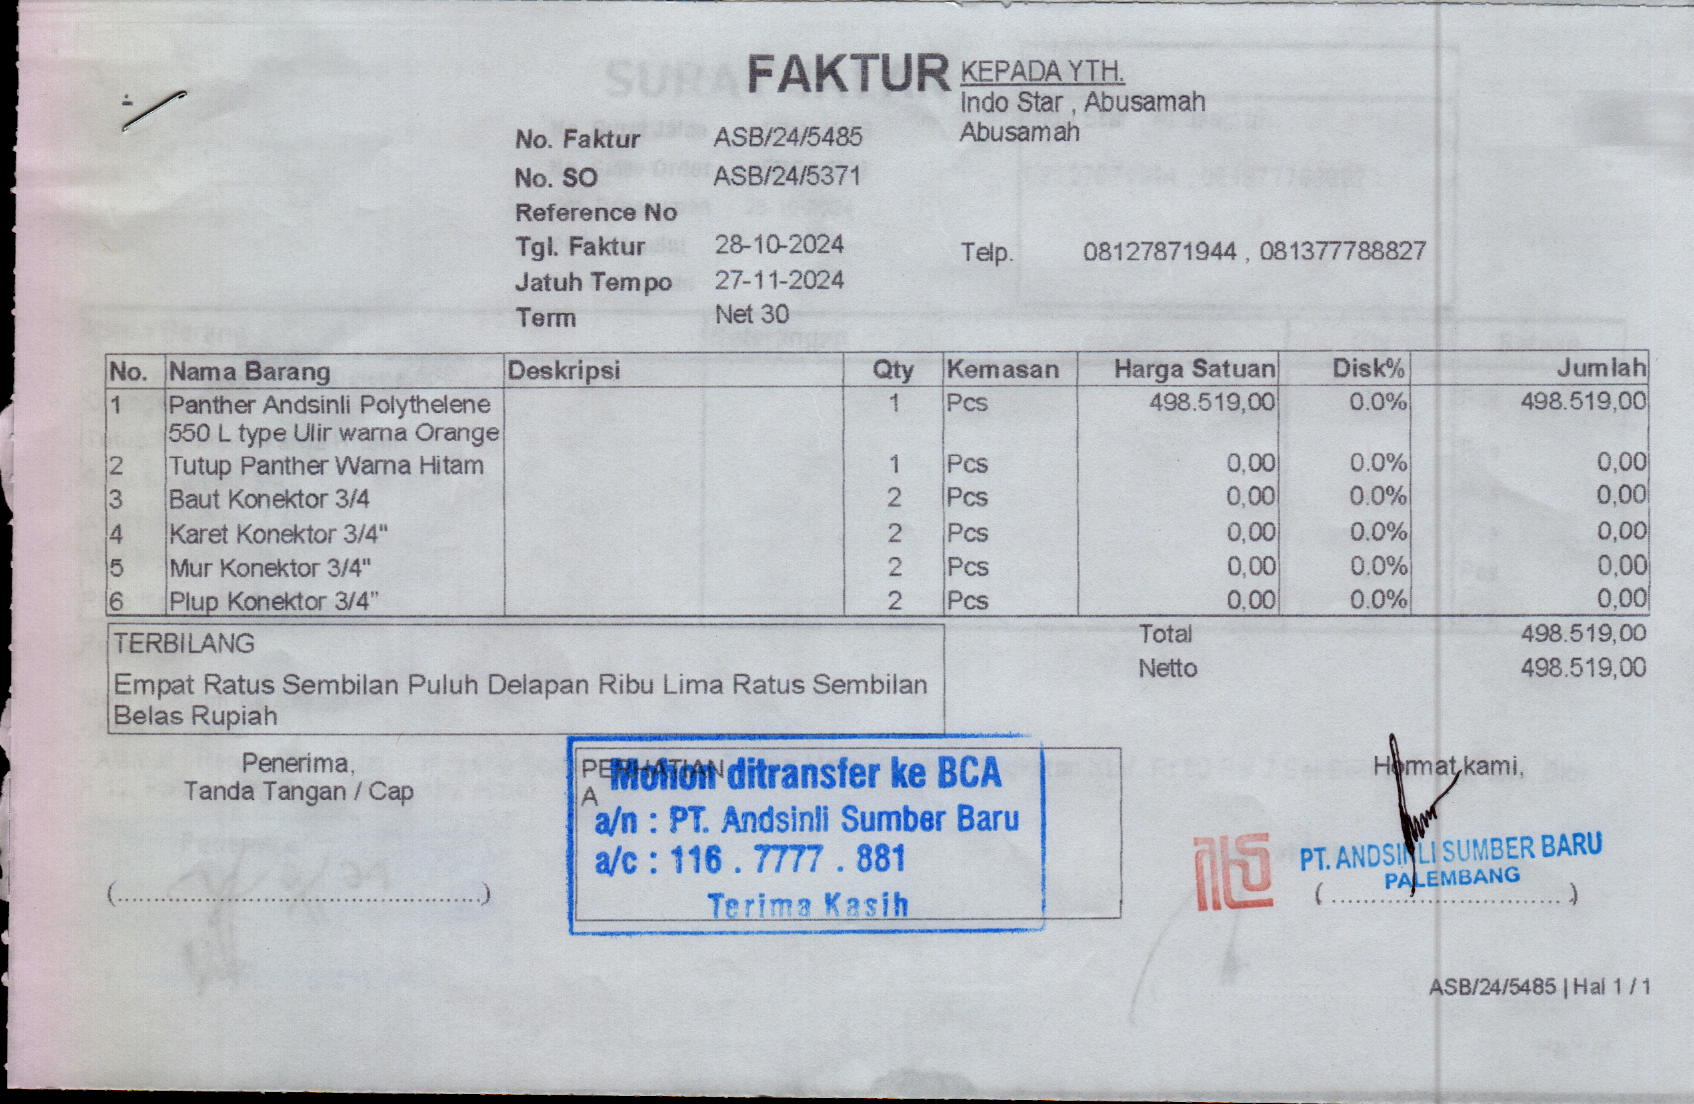 FAKTUR
KEPADA YTH.
Indo Star , Abusamah
Abusamah
No. Faktur ASB/24/5485
No. SO ASB/24/5371
Reference No
Tgl. Faktur 28-10-2024
Telp. 08127871944 , 081377788827
Jatuh Tempo 27-11-2024
Term Net 30
No. Nama Barang Deskripsi Qty Kemasan Harga Satuan Disk% Jumlah
1 Panther Andsinli Polythelene 1 Pcs 498.519,00 0.0% 498.519,00
550 L type Ulir warna Orange
2 Tutup Panther Warna Hitam 1 Pcs 0,00 0.0% 0,00
3 Baut Konektor 3/4 2 Pcs 0,00 0.0% 0,00
4 Karet Konektor 3/4" 2 Pcs 0,00 0.0% 0,00
5 Mur Konektor 3/4" 2 Pcs 0,00 0.0% 0,00
6 Plup Konektor 3/4" 2 Pcs 0,00 0.0% 0,00
TERBILANG
Empat Ratus Sembilan Puluh Delapan Ribu Lima Ratus Sembilan
Belas Rupiah
Total 498.519,00
Netto 498.519,00
Penerima,
Tanda Tangan / Cap
(...............................................)
PERHATIAN
A
Mohon ditransfer ke BCA
a/n : PT. Andsinli Sumber Baru
a/c : 116 . 7777 . 881
Terima Kasih
Hormat kami,
PT. ANDSINLI SUMBER BARU
PALEMBANG
(..............................)
ASB/24/5485 | Hal 1 / 1